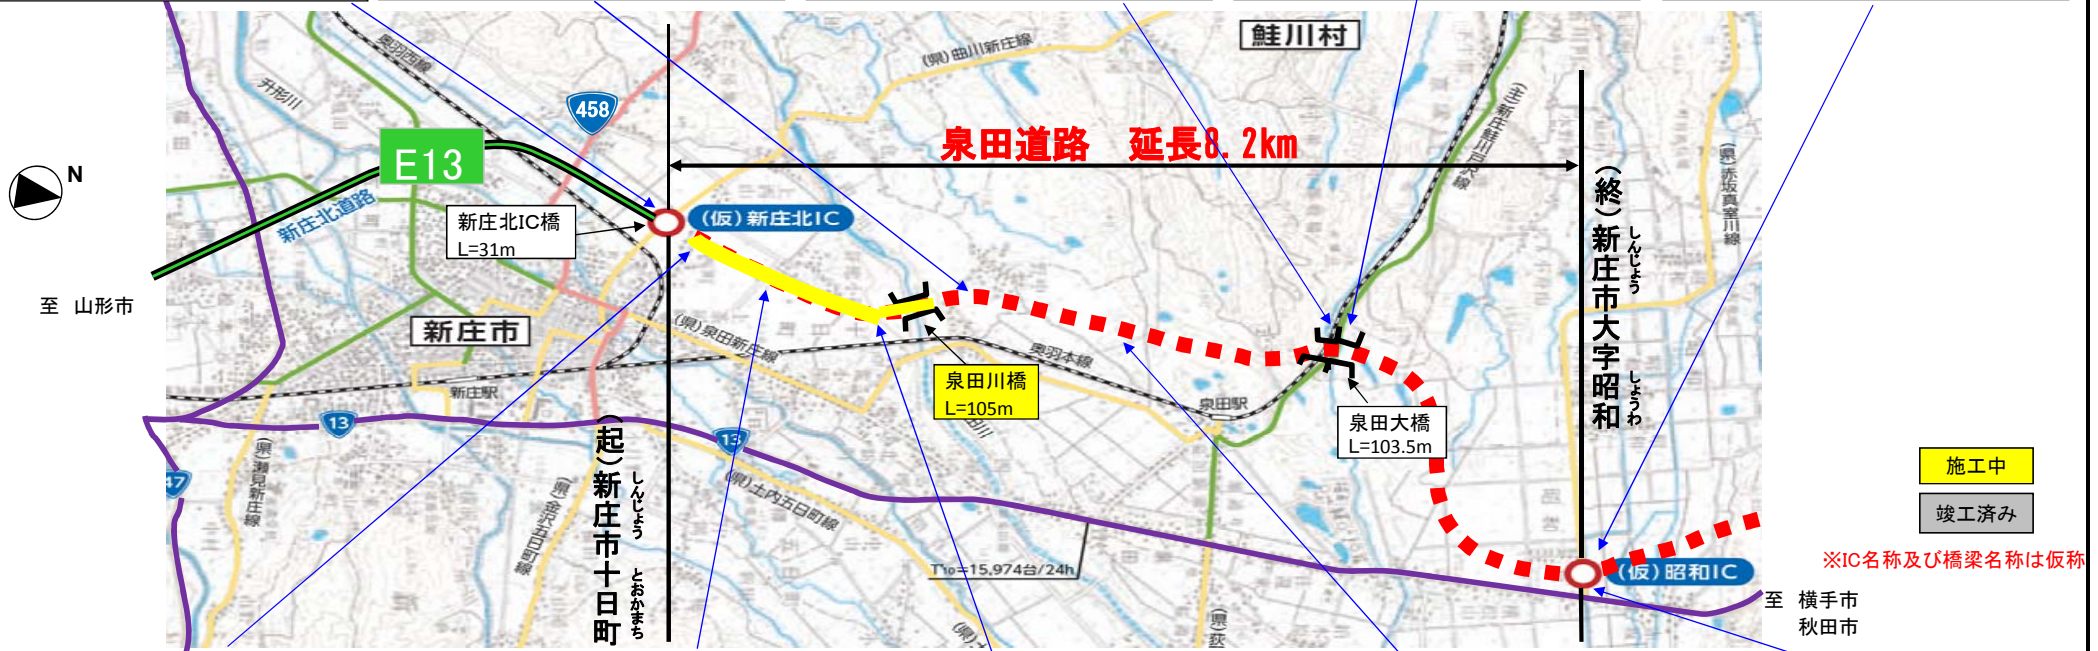 鮭川村
(県)曲川新庄線
奥羽西線
升形川
458
(主)新庄鮭川戸沢線
泉田道路　延長8.2km
E13
N
(県)赤坂真室川線
新庄北道路
新庄北IC橋
L=31m
(仮)新庄北IC
(終)新庄市大字昭和
しんじょう
しょうわ
至 山形市
新庄市
(県)泉田新庄線
奥羽本線
泉田川橋
L=105m
田川
新庄駅
泉田駅
泉田大橋
L=103.5m
13
13
47
(県)瀬見新庄線
(起)新庄市十日町
しんじょう
とおかまち
(県)金沢五日町線
(県)土内五日町線
施工中
竣工済み
※IC名称及び橋梁名称は仮称
T'10=15,974台/24h
(仮)昭和IC
至 横手市
秋田市
(県)
(県)萩